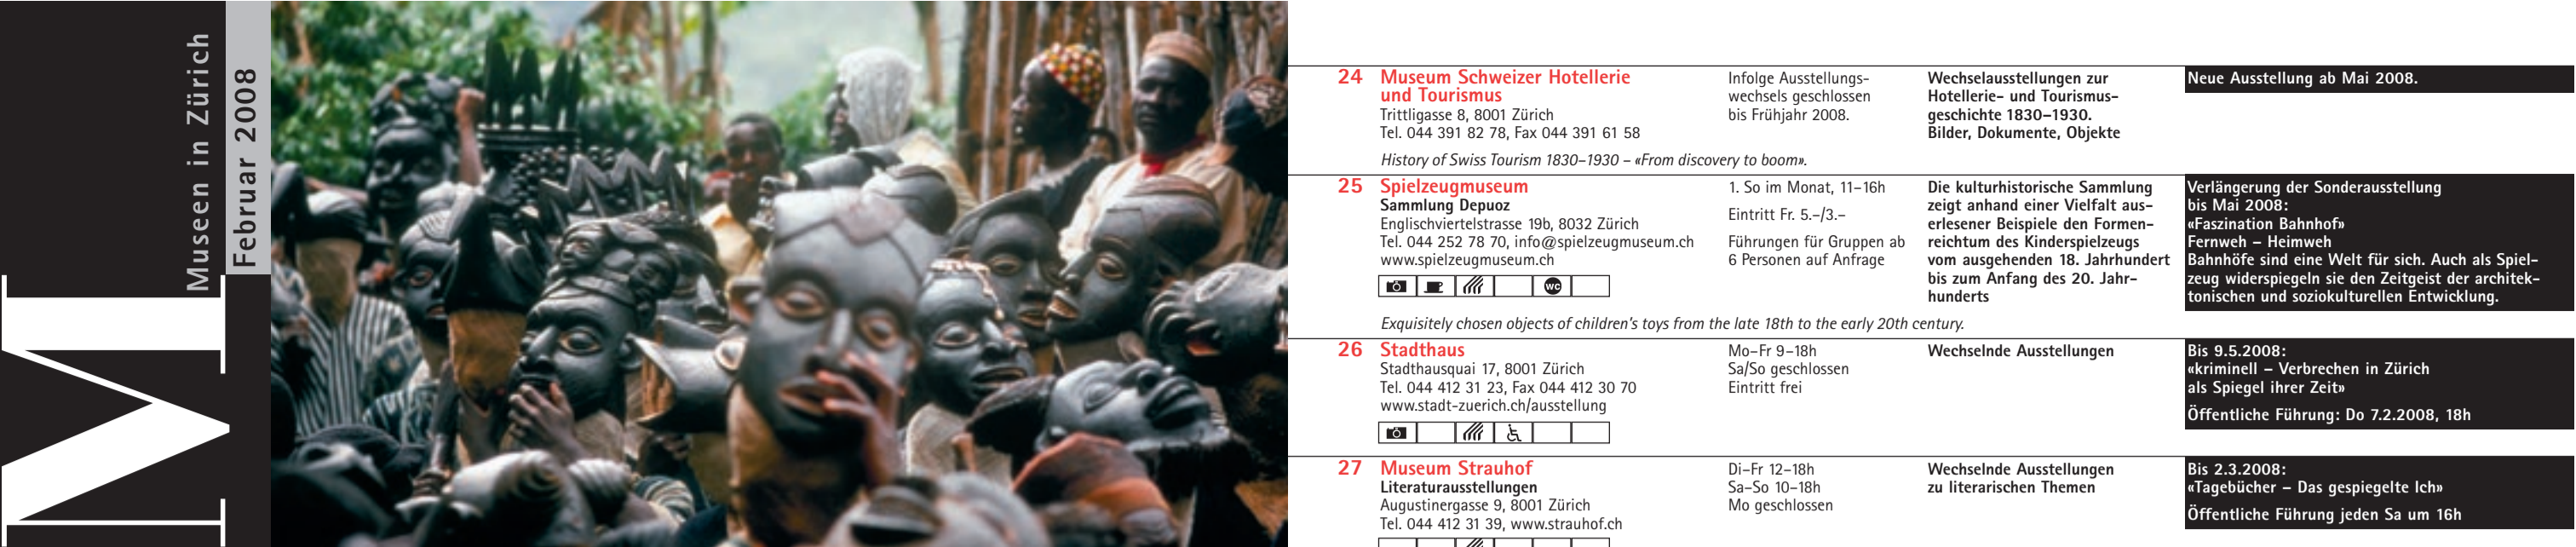 M
Museen in Zürich
Februar 2008
24 Museum Schweizer Hotellerie
und Tourismus
Trittligasse 8, 8001 Zürich
Tel. 044 391 82 78, Fax 044 391 61 58
Infolge Ausstellungs-
wechsels geschlossen
bis Frühjahr 2008.
Wechselausstellungen zur
Hotellerie- und Tourismus-
geschichte 1830–1930.
Bilder, Dokumente, Objekte
Neue Ausstellung ab Mai 2008.
History of Swiss Tourism 1830–1930 – «From discovery to boom».
25 Spielzeugmuseum
Sammlung Depuoz
Englischviertelstrasse 19b, 8032 Zürich
Tel. 044 252 78 70, info@spielzeugmuseum.ch
www.spielzeugmuseum.ch
WC
1. So im Monat, 11–16h
Eintritt Fr. 5.–/3.–
Führungen für Gruppen ab
6 Personen auf Anfrage
Die kulturhistorische Sammlung
zeigt anhand einer Vielfalt aus-
erlesener Beispiele den Formen-
reichtum des Kinderspielzeugs
vom ausgehenden 18. Jahrhundert
bis zum Anfang des 20. Jahr-
hunderts
Verlängerung der Sonderausstellung
bis Mai 2008:
«Faszination Bahnhof»
Fernweh – Heimweh
Bahnhöfe sind eine Welt für sich. Auch als Spiel-
zeug widerspiegeln sie den Zeitgeist der architek-
tonischen und soziokulturellen Entwicklung.
Exquisitely chosen objects of children's toys from the late 18th to the early 20th century.
26 Stadthaus
Stadthausquai 17, 8001 Zürich
Tel. 044 412 31 23, Fax 044 412 30 70
www.stadt-zuerich.ch/ausstellung
Mo–Fr 9–18h
Sa/So geschlossen
Eintritt frei
Wechselnde Ausstellungen
Bis 9.5.2008:
«kriminell – Verbrechen in Zürich
als Spiegel ihrer Zeit»
Öffentliche Führung: Do 7.2.2008, 18h
27 Museum Strauhof
Literaturausstellungen
Augustinergasse 9, 8001 Zürich
Tel. 044 412 31 39, www.strauhof.ch
Di–Fr 12–18h
Sa–So 10–18h
Mo geschlossen
Wechselnde Ausstellungen
zu literarischen Themen
Bis 2.3.2008:
«Tagebücher – Das gespiegelte Ich»
Öffentliche Führung jeden Sa um 16h